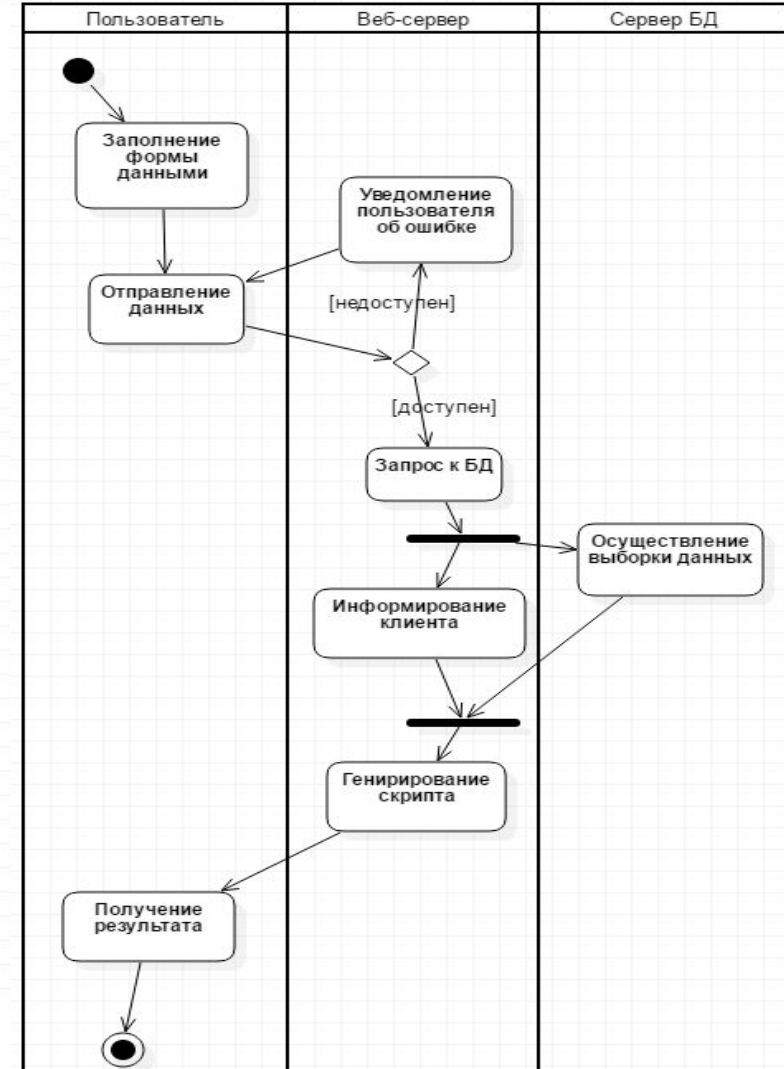 Пользователь
Веб-сервер
Сервер БД
Заполнение
формы
данными
Уведомление
пользователя
об ошибке
Отправление
данных
[недоступен]
[доступен]
Запрос к БД
Осуществление
выборки данных
Информирование
клиента
Генирирование
скрипта
Получение
результата